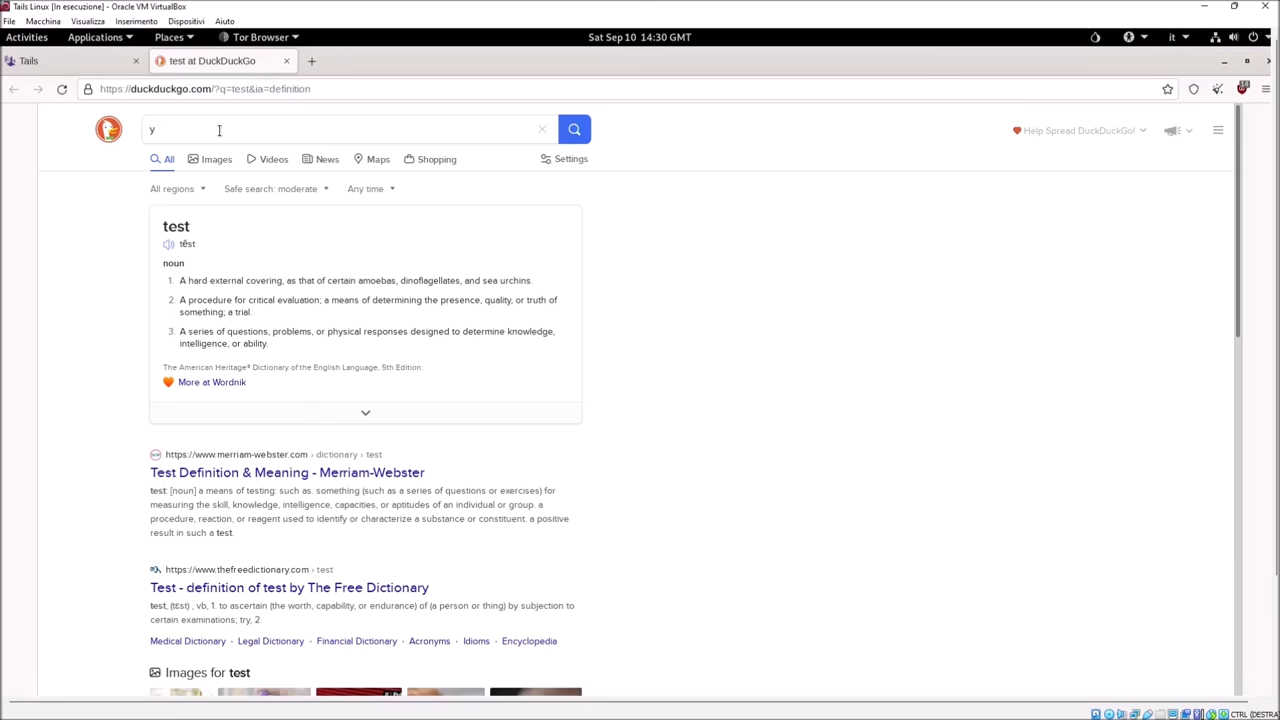 Tails Linux [In esecuzione] - Oracle VM VirtualBox
File Macchina Visualizza Inserimento Dispositivi Aiuto
Activities Applications Places Tor Browser Sat Sep 10 14:30 GMT it
Tails test at DuckDuckGo
https://duckduckgo.com/?q=test&ia=definition
y
Help Spread DuckDuckGo!
All Images Videos News Maps Shopping Settings
All regions Safe search: moderate Any time
test
tĕst
noun
1. A hard external covering, as that of certain amoebas, dinoflagellates, and sea urchins.
2. A procedure for critical evaluation; a means of determining the presence, quality, or truth of
something; a trial.
3. A series of questions, problems, or physical responses designed to determine knowledge,
intelligence, or ability.
The American Heritage® Dictionary of the English Language, 5th Edition.
More at Wordnik
https://www.merriam-webster.com › dictionary › test
Test Definition & Meaning - Merriam-Webster
test: [noun] a means of testing: such as. something (such as a series of questions or exercises) for
measuring the skill, knowledge, intelligence, capacities, or aptitudes of an individual or group. a
procedure, reaction, or reagent used to identify or characterize a substance or constituent. a positive
result in such a test.
https://www.thefreedictionary.com › test
Test - definition of test by The Free Dictionary
test, (tɛst) , vb, 1. to ascertain (the worth, capability, or endurance) of (a person or thing) by subjection to
certain examinations; try, 2.
Medical Dictionary · Legal Dictionary · Financial Dictionary · Acronyms · Idioms · Encyclopedia
Images for test
CTRL (DESTRA